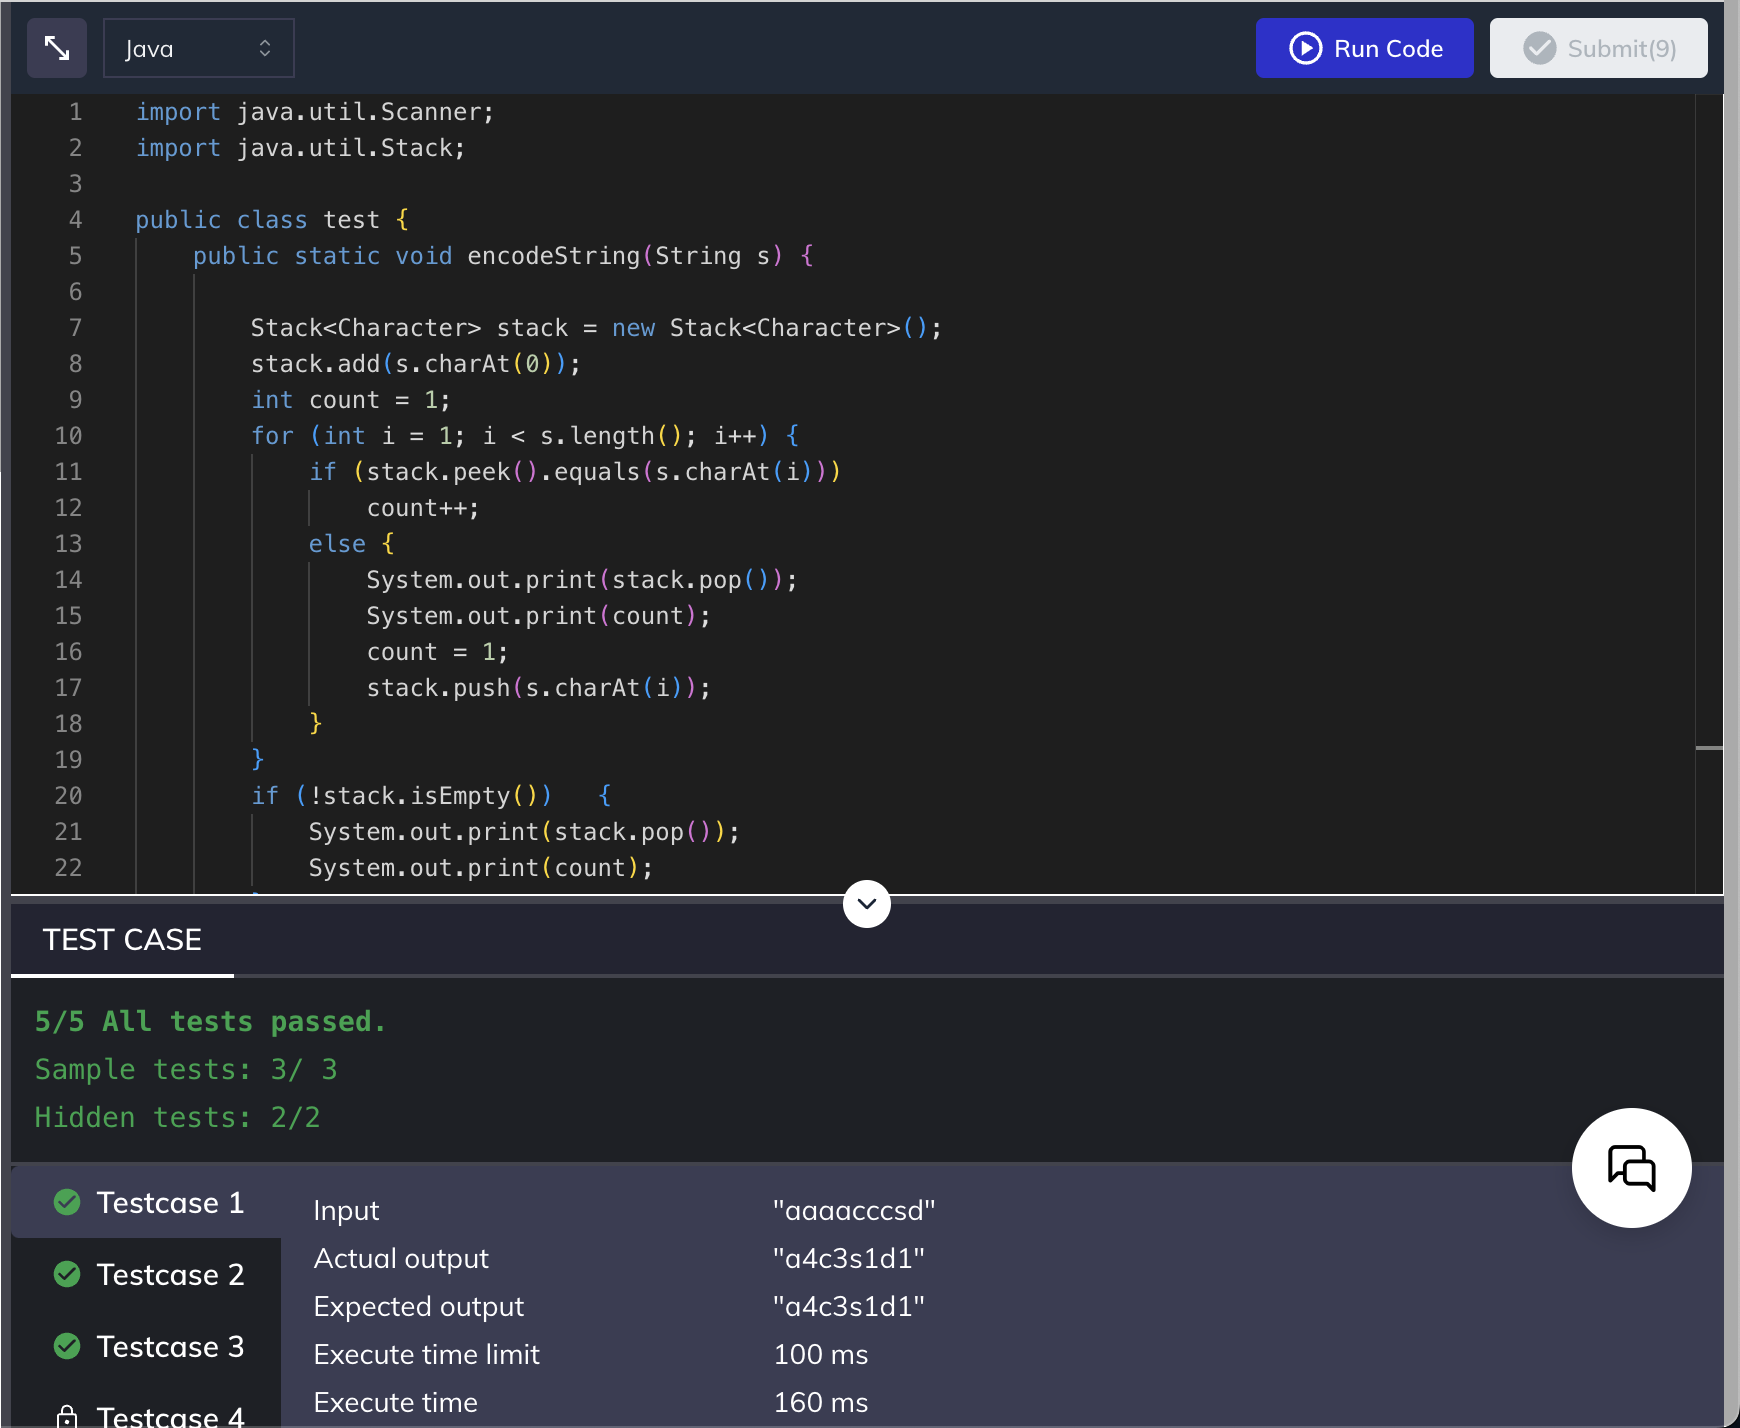 Java
Run Code
Submit(9)
1 import java.util.Scanner;
2 import java.util.Stack;
3
4 public class test {
5 public static void encodeString(String s) {
6
7 Stack<Character> stack = new Stack<Character>();
8 stack.add(s.charAt(0));
9 int count = 1;
10 for (int i = 1; i < s.length(); i++) {
11 if (stack.peek().equals(s.charAt(i)))
12 count++;
13 else {
14 System.out.print(stack.pop());
15 System.out.print(count);
16 count = 1;
17 stack.push(s.charAt(i));
18 }
19 }
20 if (!stack.isEmpty())   {
21 System.out.print(stack.pop());
22 System.out.print(count);
TEST CASE
5/5 All tests passed.
Sample tests: 3/ 3
Hidden tests: 2/2
Testcase 1
Testcase 2
Testcase 3
Testcase 4
Input "aaaacccsd"
Actual output "a4c3s1d1"
Expected output "a4c3s1d1"
Execute time limit 100 ms
Execute time 160 ms